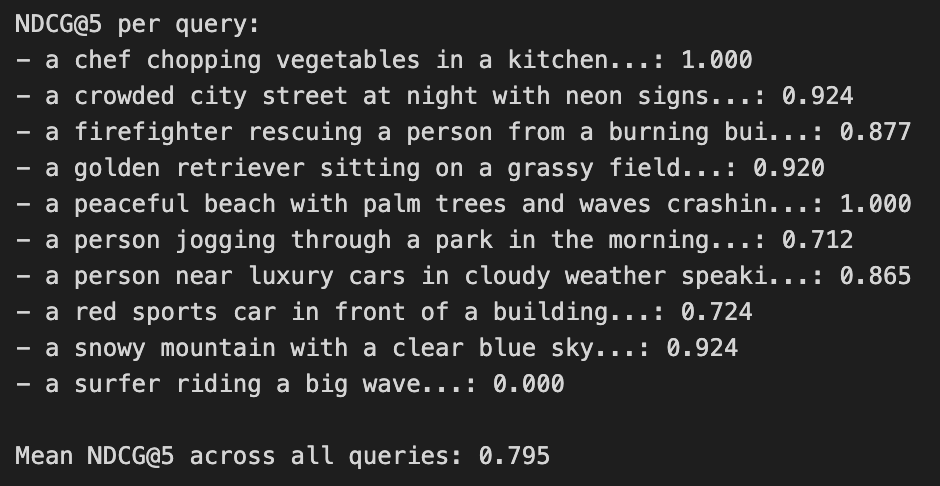 NDCG@5 per query:
- a chef chopping vegetables in a kitchen...: 1.000
- a crowded city street at night with neon signs...: 0.924
- a firefighter rescuing a person from a burning bui...: 0.877
- a golden retriever sitting on a grassy field...: 0.920
- a peaceful beach with palm trees and waves crashin...: 1.000
- a person jogging through a park in the morning...: 0.712
- a person near luxury cars in cloudy weather speaki...: 0.865
- a red sports car in front of a building...: 0.724
- a snowy mountain with a clear blue sky...: 0.924
- a surfer riding a big wave...: 0.000
Mean NDCG@5 across all queries: 0.795